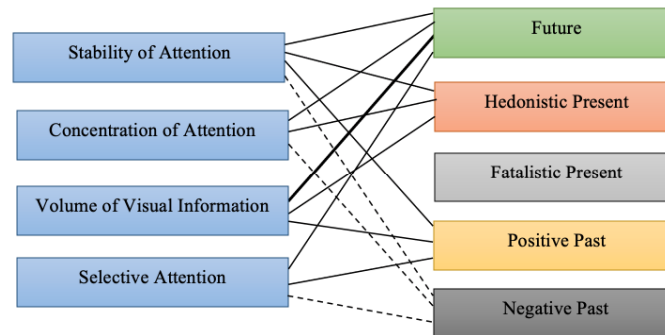 Stability of Attention
Concentration of Attention
Volume of Visual Information
Selective Attention
Future
Hedonistic Present
Fatalistic Present
Positive Past
Negative Past